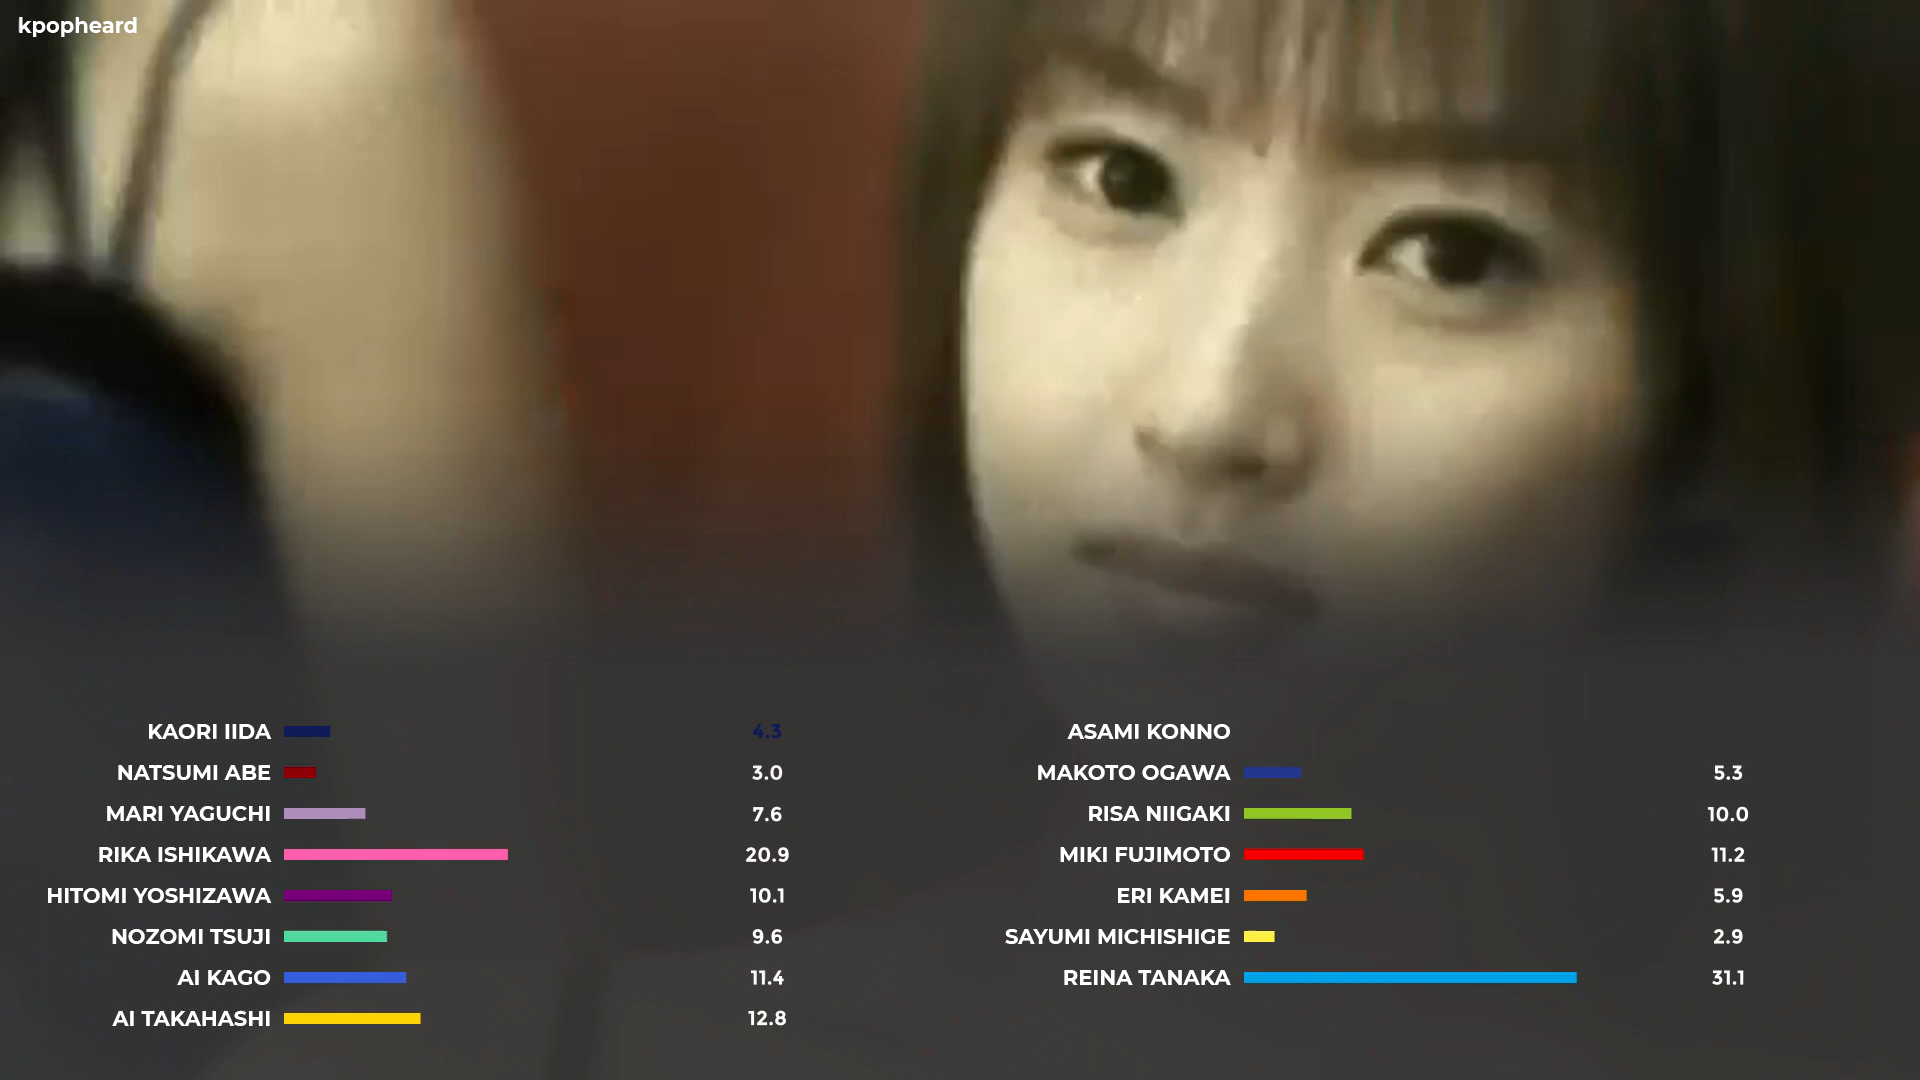 kpopheard
KAORI IIDA 4.3
NATSUMI ABE 3.0
MARI YAGUCHI 7.6
RIKA ISHIKAWA 20.9
HITOMI YOSHIZAWA 10.1
NOZOMI TSUJI 9.6
AI KAGO 11.4
AI TAKAHASHI 12.8
ASAMI KONNO
MAKOTO OGAWA 5.3
RISA NIIGAKI 10.0
MIKI FUJIMOTO 11.2
ERI KAMEI 5.9
SAYUMI MICHISHIGE 2.9
REINA TANAKA 31.1